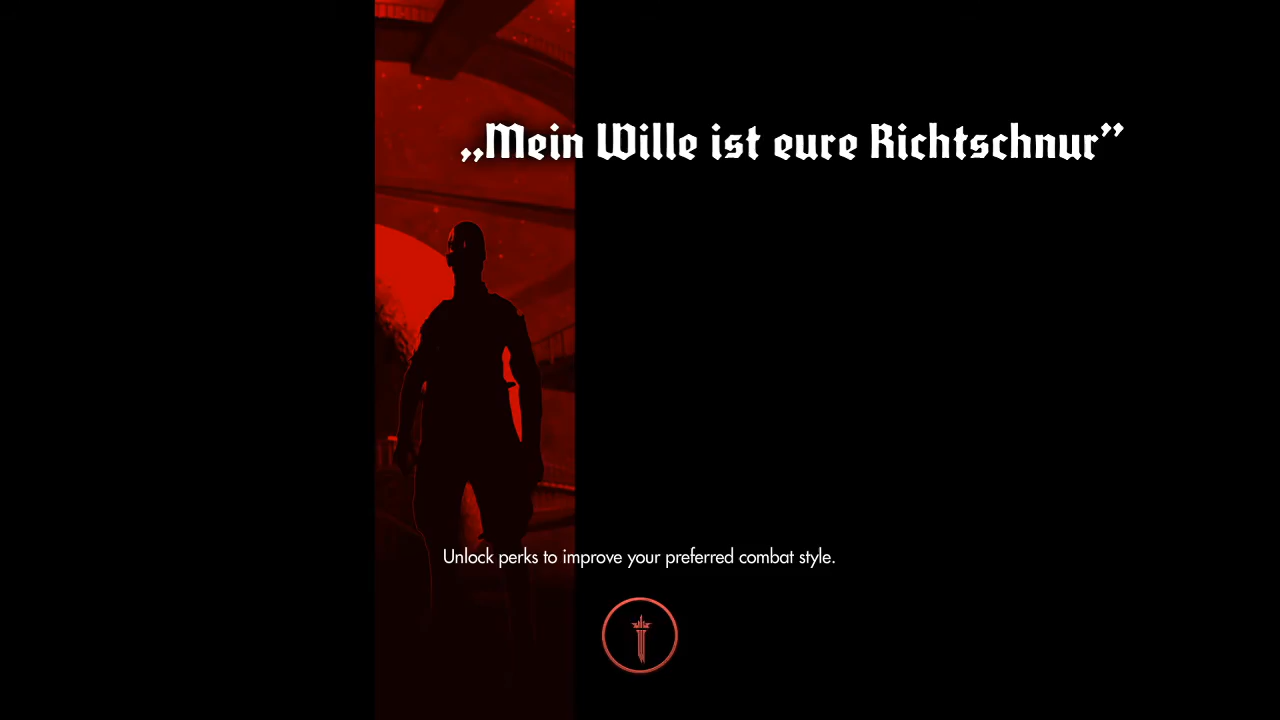 „Mein Wille ist eure Richtschnur”
Unlock perks to improve your preferred combat style.